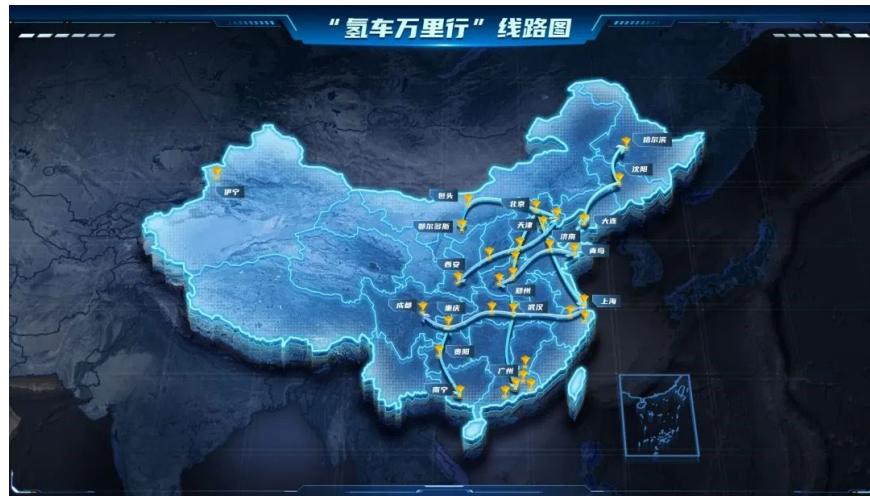 “氢车万里行”线路图
哈尔滨
沈阳
伊宁
包头
北京
大连
鄂尔多斯
天津
济南
青岛
西安
郑州
成都
重庆
武汉
上海
贵阳
广州
南宁